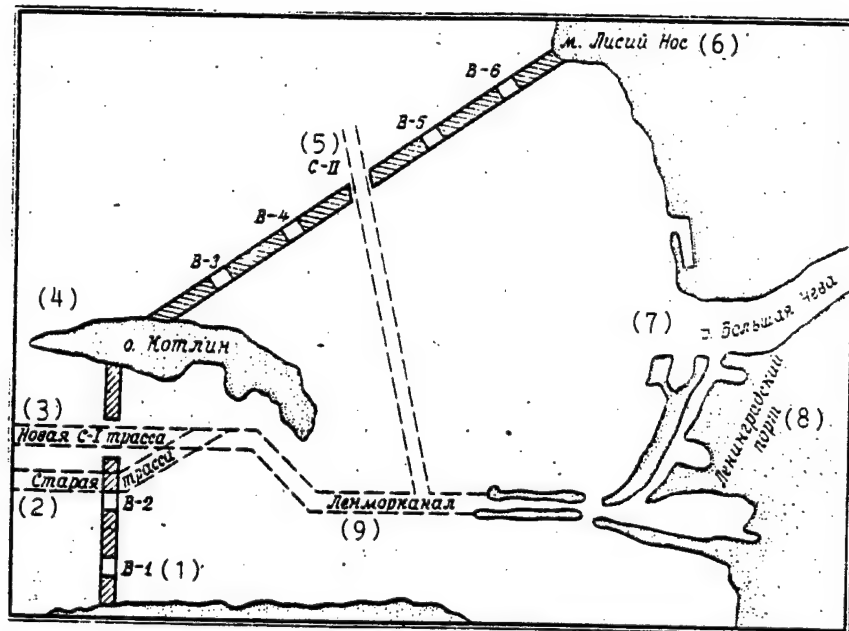 м. Лисий Нос (6)
В-6
В-5
(5)
С-II
В-4
В-3
(4)
о. Котлин
(7)
р. Большая Нева
Ленинградский
порт
(8)
(3)
Новая С-I трасса
Старая трасса
(2)
В-2
Ленморканал
(9)
В-1 (1)